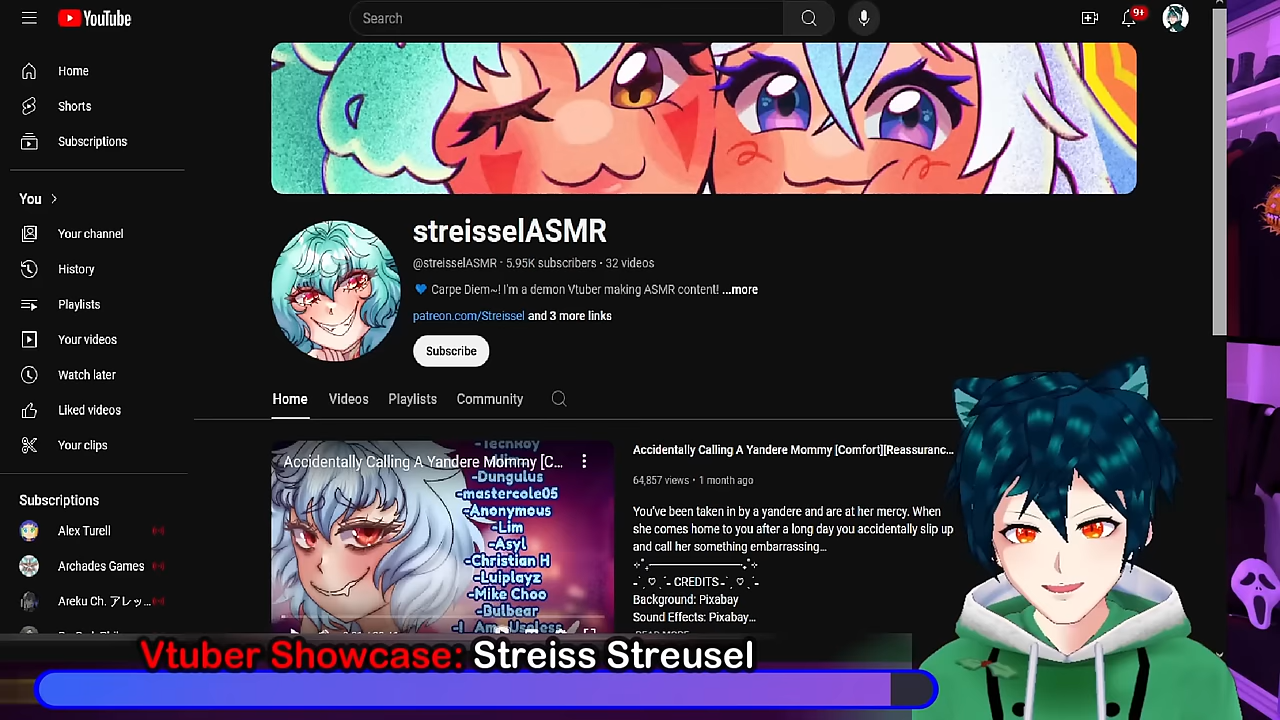 YouTube
Search
9+
Home
Shorts
Subscriptions
You
Your channel
History
Playlists
Your videos
Watch later
Liked videos
Your clips
Subscriptions
Alex Turell
Archades Games
Areku Ch. アレッ...
streisselASMR
@streisselASMR · 5.95K subscribers · 32 videos
💙 Carpe Diem~! I'm a demon Vtuber making ASMR content! ...more
patreon.com/Streissel and 3 more links
Subscribe
Home Videos Playlists Community
Accidentally Calling A Yandere Mommy [C...
-TechRoy
-Dungulus
-mastercole05
-Anonymous
-Lim
-Asyl
-Christian H
-Luiplayz
-Mike Choo
-Bulbear
-I_Am_Useless
Accidentally Calling A Yandere Mommy [Comfort][Reassuranc...
64,857 views · 1 month ago
You've been taken in by a yandere and are at her mercy. When
she comes home to you after a long day you accidentally slip up
and call her something embarrassing...
CREDITS
Background: Pixabay
Sound Effects: Pixabay...
READ MORE
Vtuber Showcase: Streiss Streusel